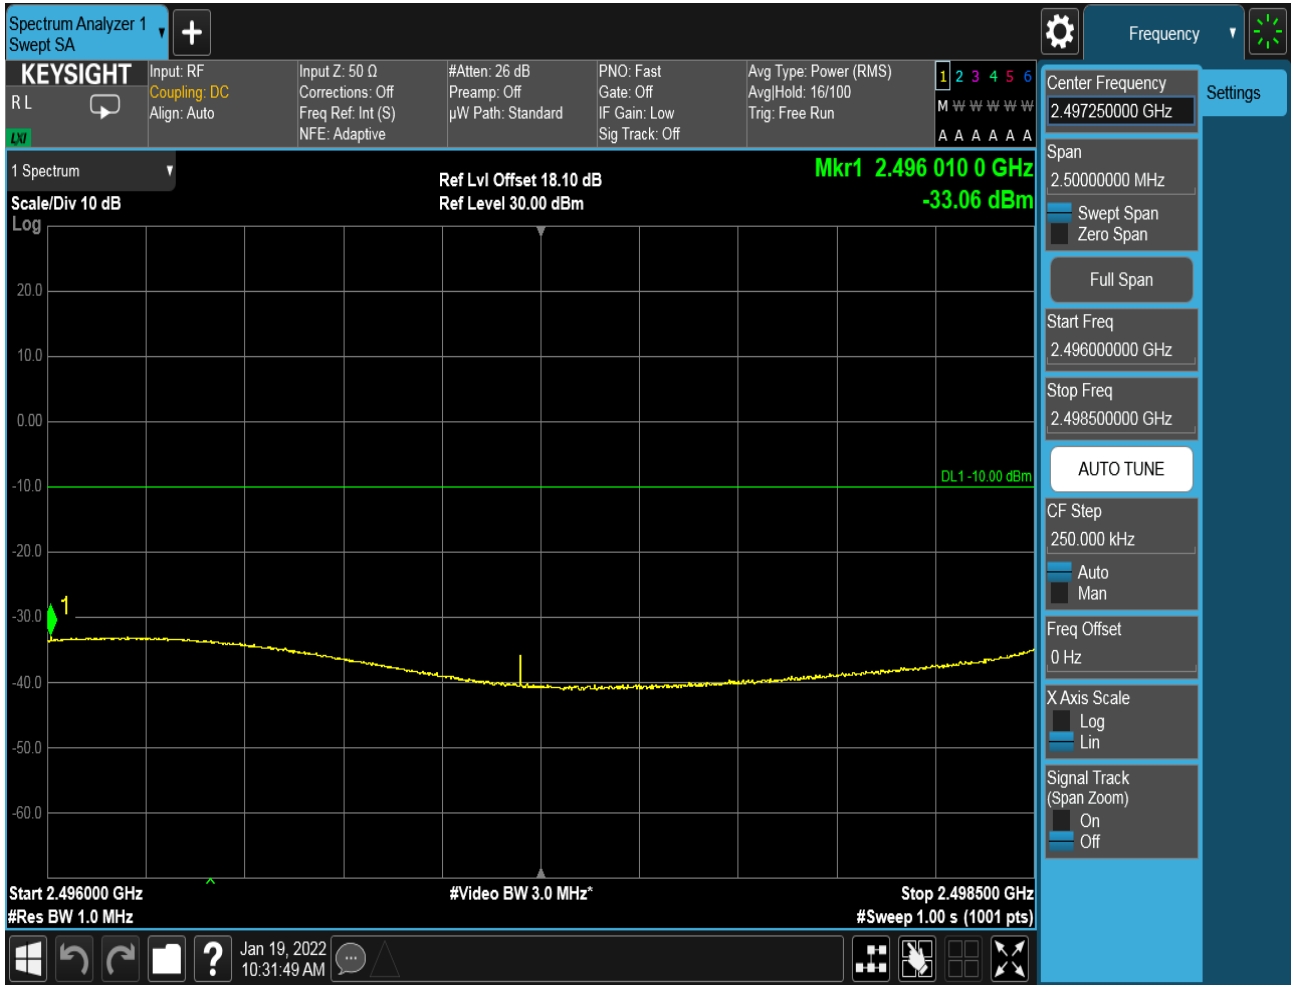 Spectrum Analyzer 1
Swept SA
+
Frequency
KEYSIGHT
R L
LXI
Input: RF
Coupling: DC
Align: Auto
Input Z: 50 Ω
Corrections: Off
Freq Ref: Int (S)
NFE: Adaptive
#Atten: 26 dB
Preamp: Off
µW Path: Standard
PNO: Fast
Gate: Off
IF Gain: Low
Sig Track: Off
Avg Type: Power (RMS)
Avg|Hold: 16/100
Trig: Free Run
1 2 3 4 5 6
M W W W W W
A A A A A A
1 Spectrum
Scale/Div 10 dB
Log
Ref Lvl Offset 18.10 dB
Ref Level 30.00 dBm
Mkr1 2.496 010 0 GHz
-33.06 dBm
20.0
10.0
0.00
-10.0
DL1 -10.00 dBm
-20.0
-30.0
1
-40.0
-50.0
-60.0
Start 2.496000 GHz
#Res BW 1.0 MHz
#Video BW 3.0 MHz*
Stop 2.498500 GHz
#Sweep 1.00 s (1001 pts)
?
Jan 19, 2022
10:31:49 AM
Center Frequency
2.497250000 GHz
Settings
Span
2.50000000 MHz
Swept Span
Zero Span
Full Span
Start Freq
2.496000000 GHz
Stop Freq
2.498500000 GHz
AUTO TUNE
CF Step
250.000 kHz
Auto
Man
Freq Offset
0 Hz
X Axis Scale
Log
Lin
Signal Track
(Span Zoom)
On
Off